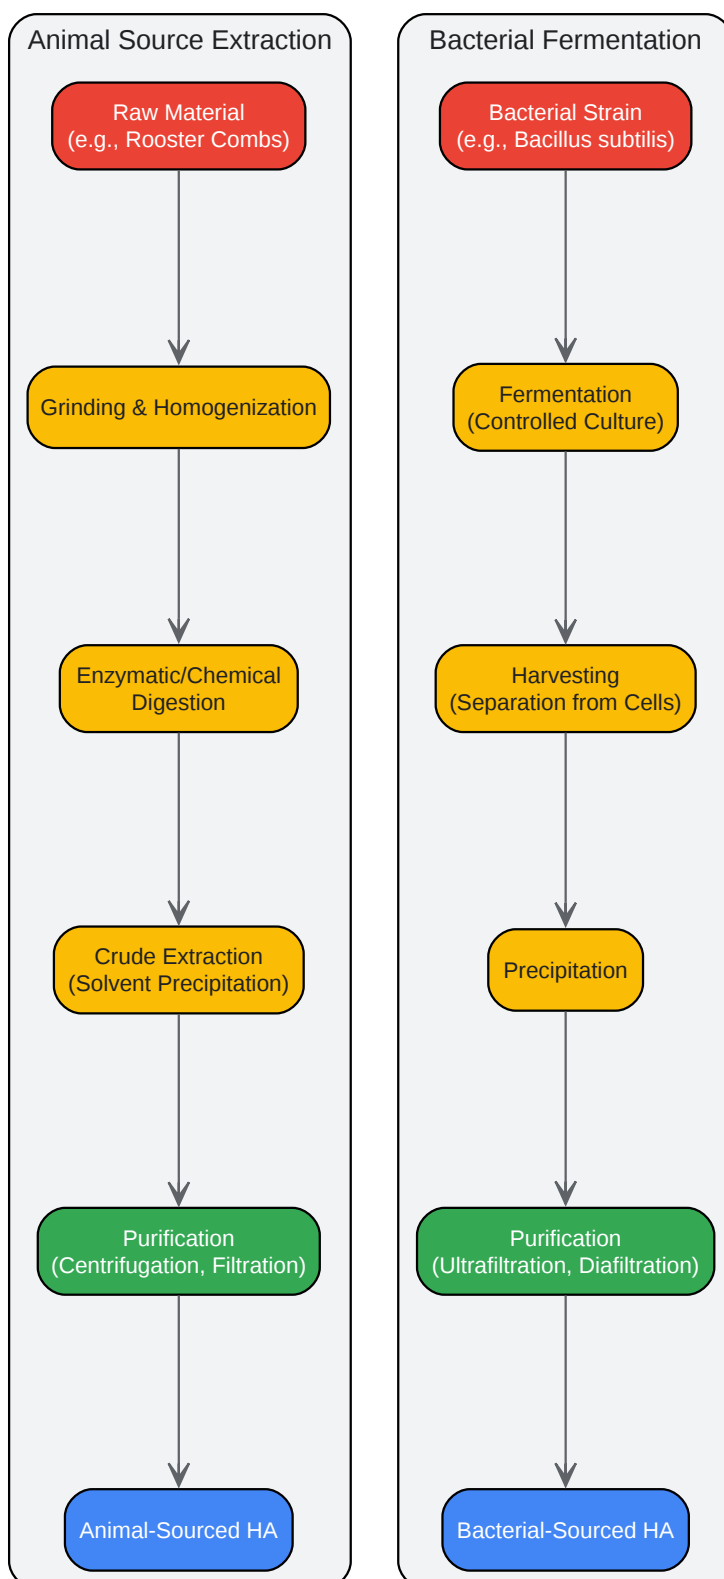 Animal Source Extraction
Raw Material
(e.g., Rooster Combs)
Grinding & Homogenization
Enzymatic/Chemical
Digestion
Crude Extraction
(Solvent Precipitation)
Purification
(Centrifugation, Filtration)
Animal-Sourced HA
Bacterial Fermentation
Bacterial Strain
(e.g., Bacillus subtilis)
Fermentation
(Controlled Culture)
Harvesting
(Separation from Cells)
Precipitation
Purification
(Ultrafiltration, Diafiltration)
Bacterial-Sourced HA